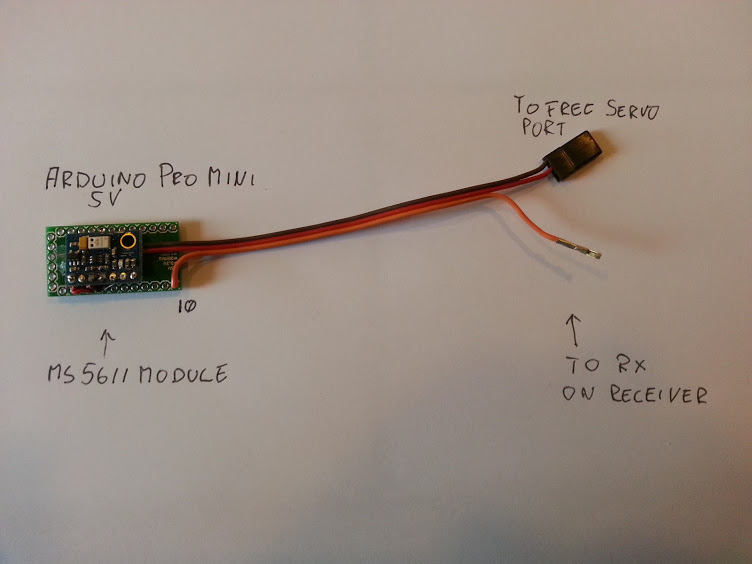 TO FREE SERVO
PORT
ARDUINO PRO MINI
5V
10
MS5611 MODULE
TO RX
ON RECEIVER